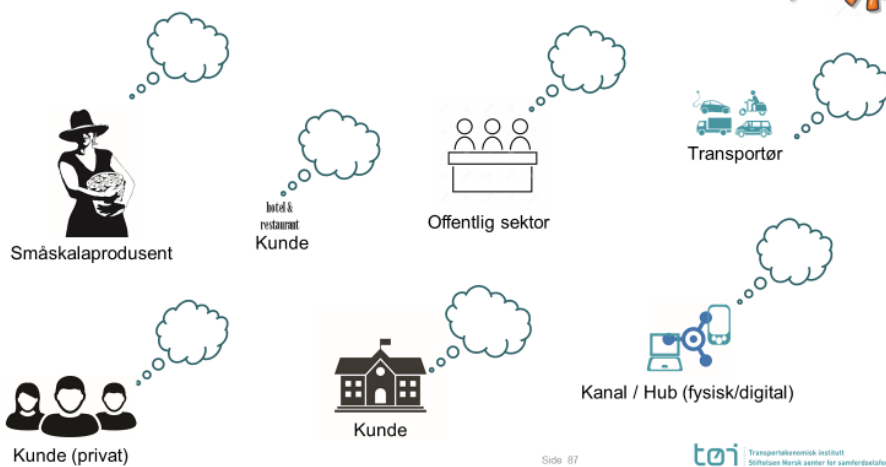 Transportør
hotel &
restaurant
Kunde
Offentlig sektor
Småskalaprodusent
Kanal / Hub (fysisk/digital)
Kunde
Kunde (privat)
Side 87
tøi
Transportøkonomisk institutt
Stiftelsen Norsk senter for